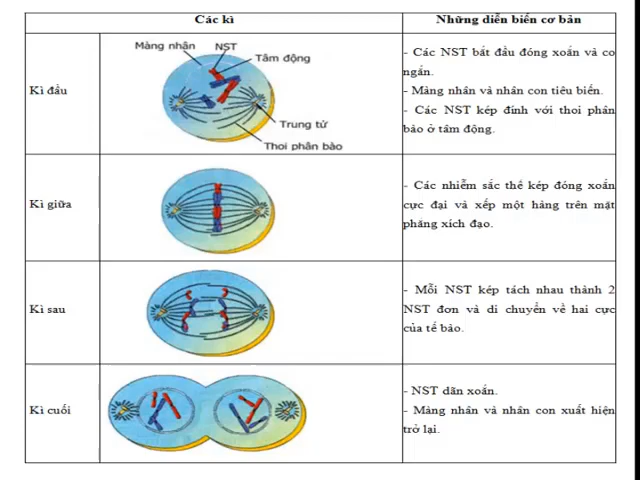 Các kì
Những diễn biến cơ bản
Kì đầu
Màng nhân
NST
Tâm động
Trung tử
Thoi phân bào
- Các NST bắt đầu đóng xoắn và co
ngắn.
- Màng nhân và nhân con tiêu biến.
- Các NST kép đính với thoi phân
bào ở tâm động.
Kì giữa
- Các nhiễm sắc thể kép đóng xoắn
cực đại và xếp một hàng trên mặt
phẳng xích đạo.
Kì sau
- Mỗi NST kép tách nhau thành 2
NST đơn và di chuyển về hai cực
của tế bào.
Kì cuối
- NST dãn xoắn.
- Màng nhân và nhân con xuất hiện
trở lại.